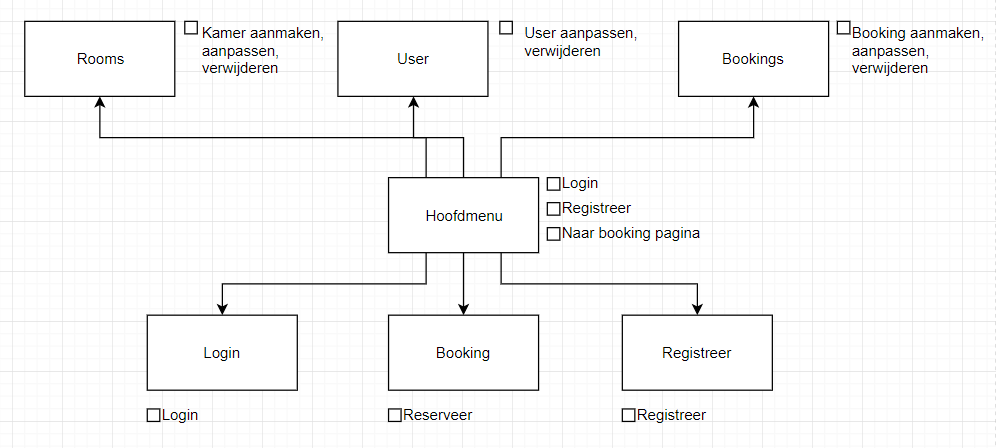 Rooms
Kamer aanmaken,
aanpassen,
verwijderen
User
User aanpassen,
verwijderen
Bookings
Booking aanmaken,
aanpassen,
verwijderen
Hoofdmenu
Login
Registreer
Naar booking pagina
Login
Booking
Registreer
Login
Reserveer
Registreer